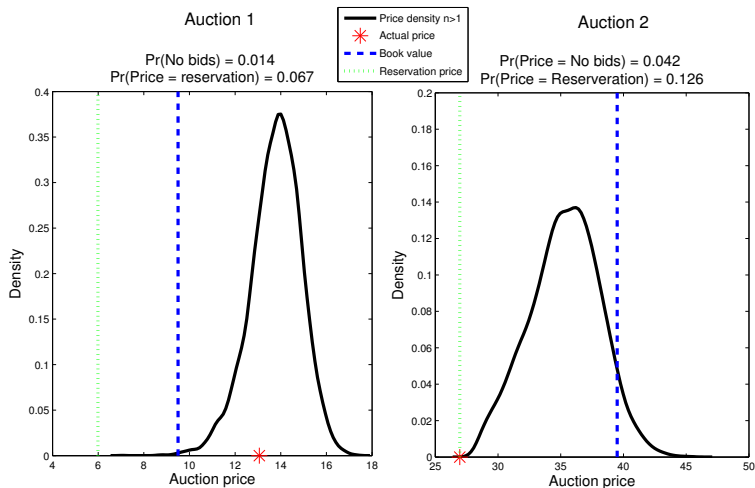 Auction 1
Pr(No bids) = 0.014
Pr(Price = reservation) = 0.067
Price density n>1
Actual price
Book value
Reservation price
Auction 2
Pr(Price = No bids) = 0.042
Pr(Price = Reserveration) = 0.126
0.4
0.35
0.3
0.25
0.2
0.15
0.1
0.05
0
Density
4 6 8 10 12 14 16 18
Auction price
0.2
0.18
0.16
0.14
0.12
0.1
0.08
0.06
0.04
0.02
0
Density
25 30 35 40 45 50
Auction price